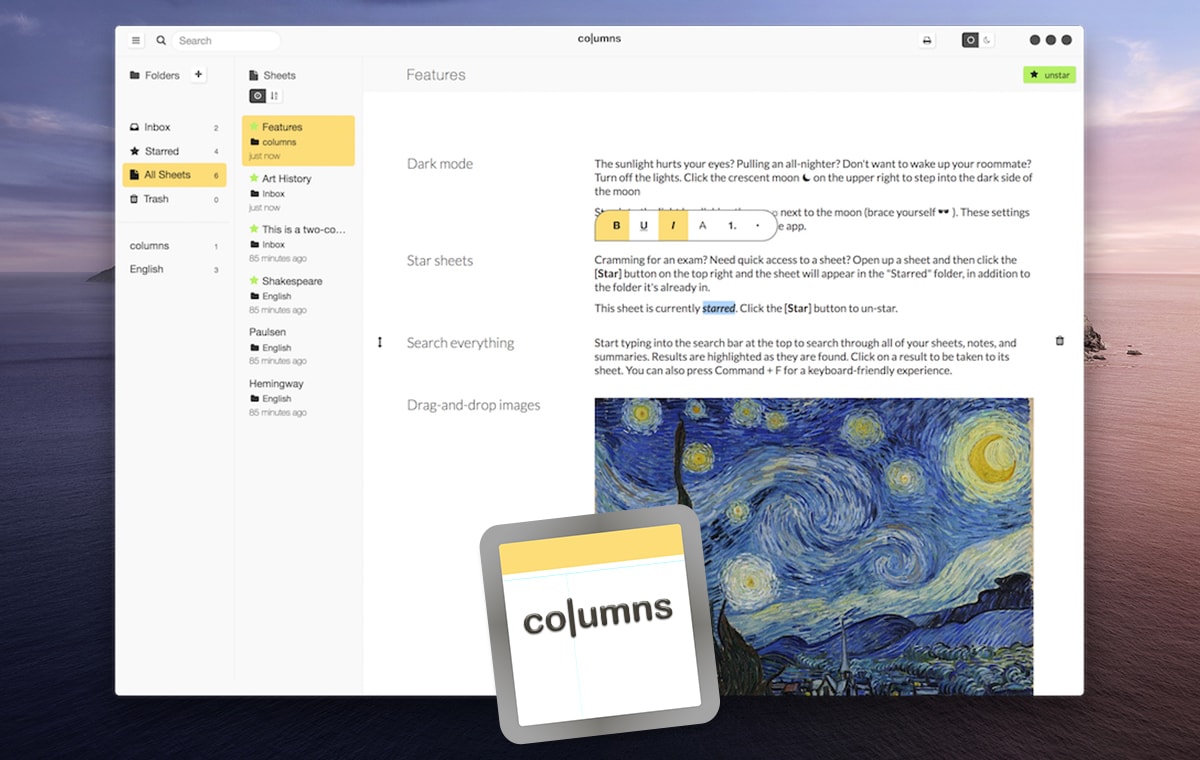 Search
columns
Folders +
Sheets
Features
unstar
Inbox 2
Starred 4
All Sheets 6
Trash 0
columns 1
English 3
Features
columns
just now
Art History
Inbox
just now
This is a two-co...
Inbox
85 minutes ago
Shakespeare
English
85 minutes ago
Paulsen
English
85 minutes ago
Hemingway
English
85 minutes ago
Dark mode
The sunlight hurts your eyes? Pulling an all-nighter? Don't want to wake up your roommate?
Turn off the lights. Click the crescent moon on the upper right to step into the dark side of
the moon
next to the moon (brace yourself 🕶 ). These settings
B U I A 1. ·
e app.
Star sheets
Cramming for an exam? Need quick access to a sheet? Open up a sheet and then click the
[Star] button on the top right and the sheet will appear in the "Starred" folder, in addition to
the folder it's already in.
This sheet is currently starred. Click the [Star] button to un-star.
Search everything
Start typing into the search bar at the top to search through all of your sheets, notes, and
summaries. Results are highlighted as they are found. Click on a result to be taken to its
sheet. You can also press Command + F for a keyboard-friendly experience.
Drag-and-drop images
columns